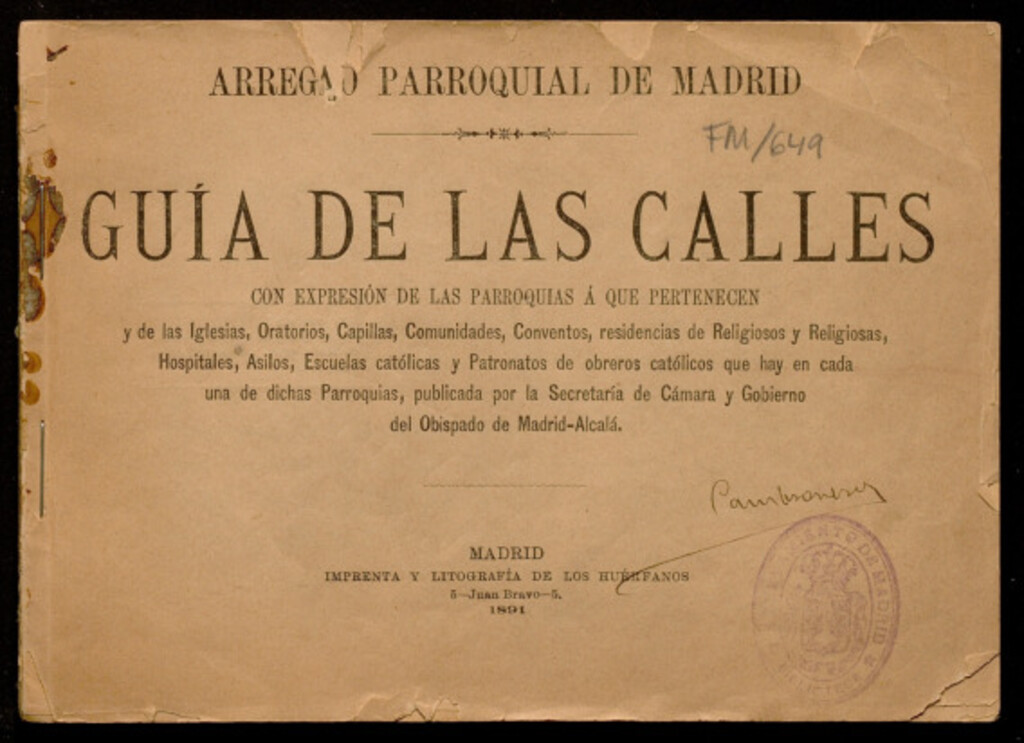 ARREGLO PARROQUIAL DE MADRID
FM/649
GUÍA DE LAS CALLES
CON EXPRESIÓN DE LAS PARROQUIAS Á QUE PERTENECEN
y de las Iglesias, Oratorios, Capillas, Comunidades, Conventos, residencias de Religiosos y Religiosas,
Hospitales, Asilos, Escuelas católicas y Patronatos de obreros católicos que hay en cada
una de dichas Parroquias, publicada por la Secretaría de Cámara y Gobierno
del Obispado de Madrid-Alcalá.
MADRID
IMPRENTA Y LITOGRAFÍA DE LOS HUÉRFANOS
5—Juan Bravo—5.
1891
DE MADRID